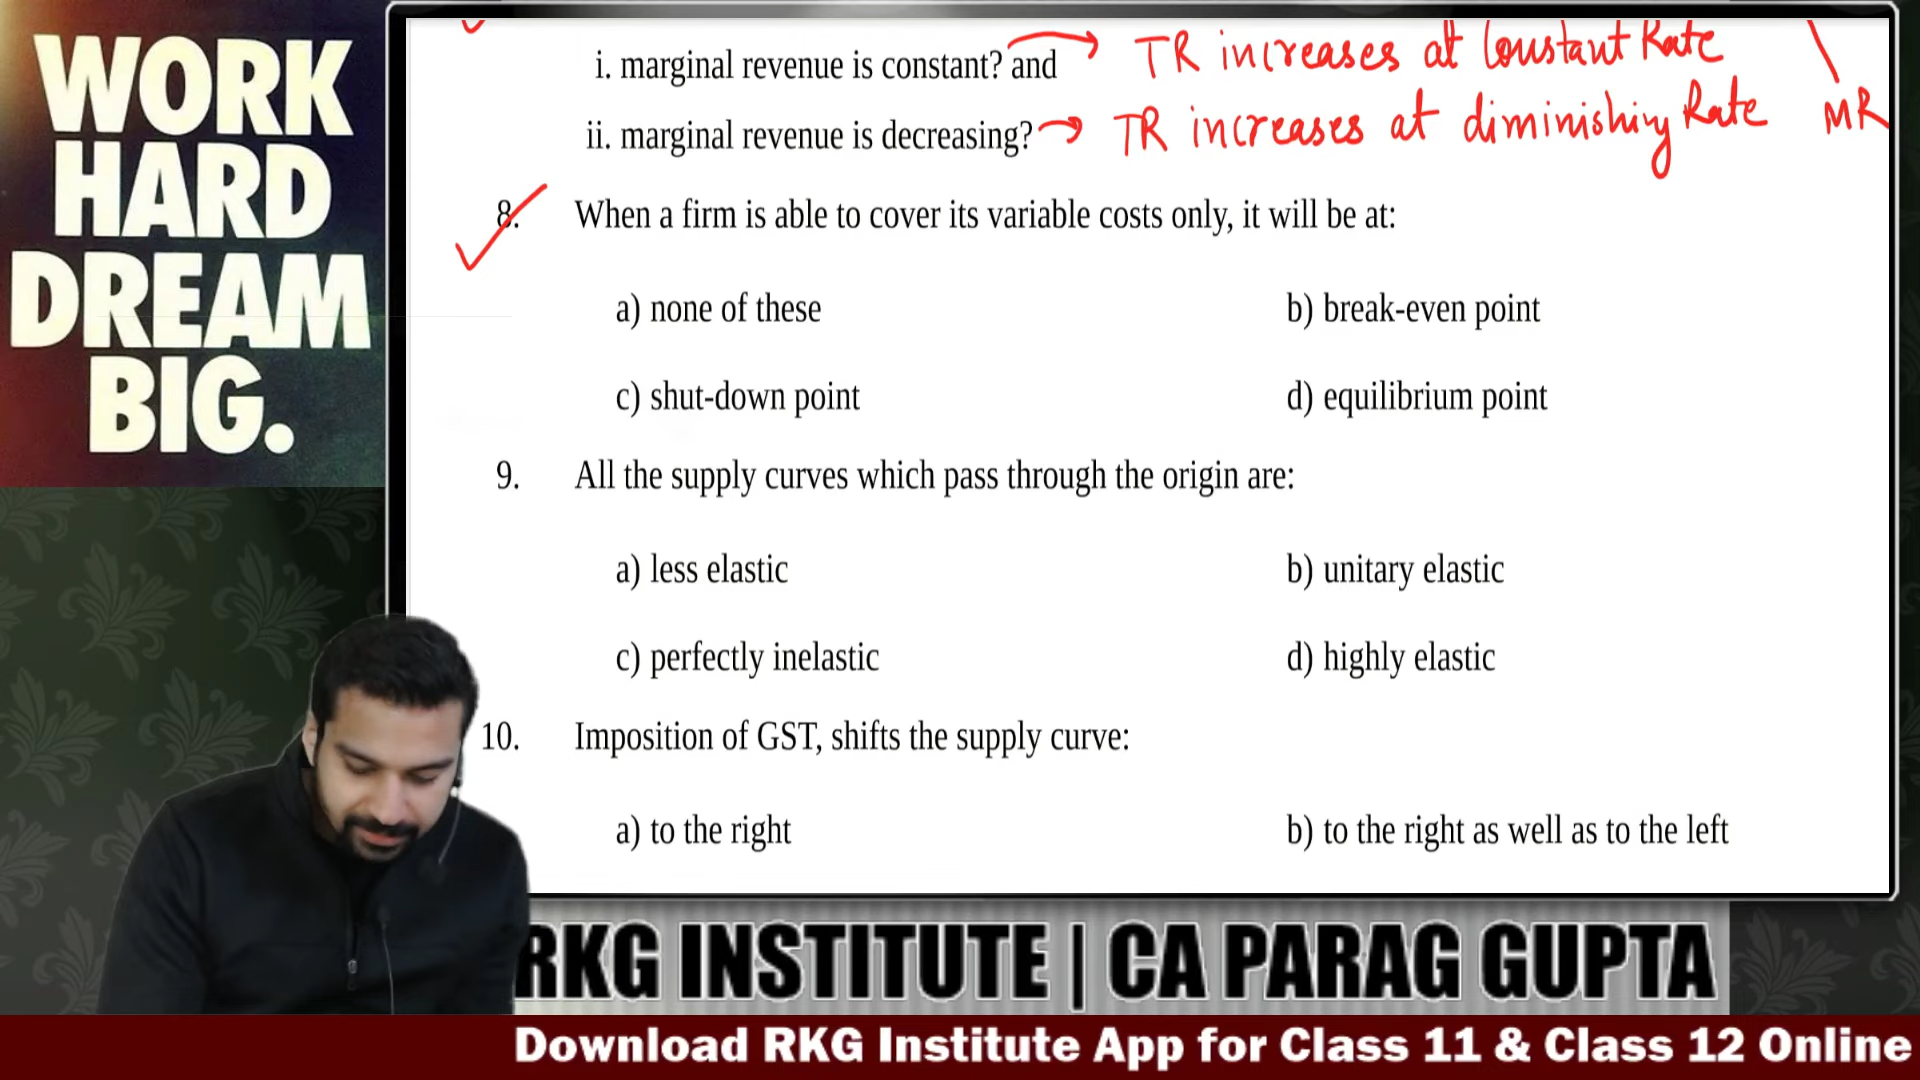 WORK
HARD
DREAM
BIG.
i. marginal revenue is constant? and → TR increases at Constant Rate
ii. marginal revenue is decreasing? → TR increases at diminishing Rate
MR
8. When a firm is able to cover its variable costs only, it will be at:
a) none of these b) break-even point
c) shut-down point d) equilibrium point
9. All the supply curves which pass through the origin are:
a) less elastic b) unitary elastic
c) perfectly inelastic d) highly elastic
10. Imposition of GST, shifts the supply curve:
a) to the right b) to the right as well as to the left
RKG INSTITUTE | CA PARAG GUPTA
Download RKG Institute App for Class 11 & Class 12 Online